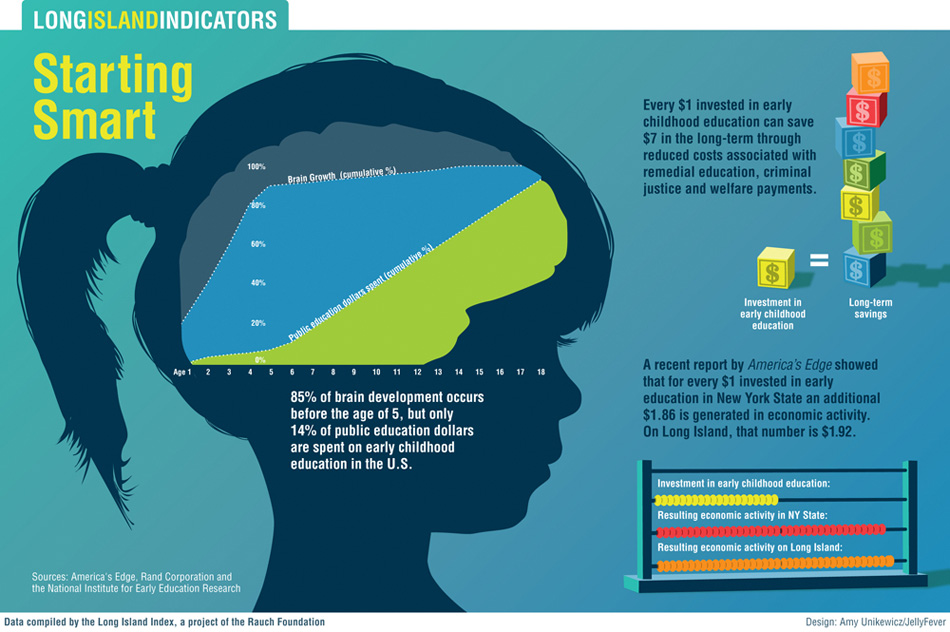 LONGISLANDINDICATORS
Starting
Smart
100%
80%
60%
40%
20%
0%
Brain Growth (cumulative %)
Public education dollars spent (cumulative %)
Age 1 2 3 4 5 6 7 8 9 10 11 12 13 14 15 16 17 18
85% of brain development occurs
before the age of 5, but only
14% of public education dollars
are spent on early childhood
education in the U.S.
Every $1 invested in early
childhood education can save
$7 in the long-term through
reduced costs associated with
remedial education, criminal
justice and welfare payments.
$
$
$
$
$
$
$
$ =
Investment in
early childhood
education
Long-term
savings
A recent report by America's Edge showed
that for every $1 invested in early
education in New York State an additional
$1.86 is generated in economic activity.
On Long Island, that number is $1.92.
Investment in early childhood education:
Resulting economic activity in NY State:
Resulting economic activity on Long Island:
Sources: America's Edge, Rand Corporation and
the National Institute for Early Education Research
Data compiled by the Long Island Index, a project of the Rauch Foundation
Design: Amy Unikewicz/JellyFever